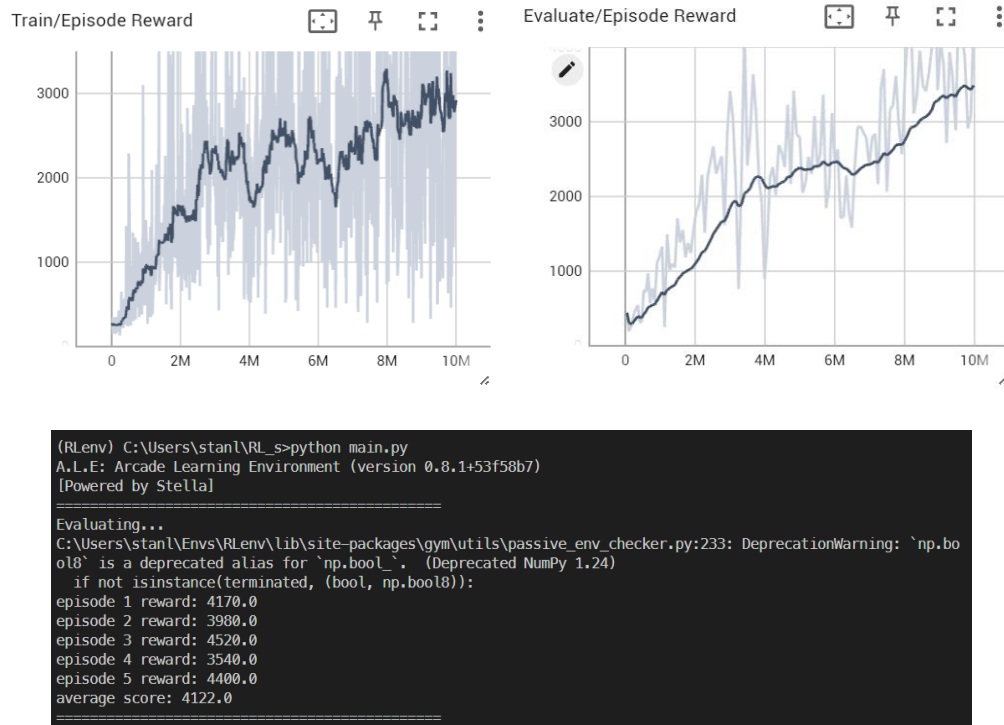 Train/Episode Reward
3000
2000
1000
0 2M 4M 6M 8M 10M
Evaluate/Episode Reward
3000
2000
1000
0 2M 4M 6M 8M 10M
(RLenv) C:\Users\stanl\RL_s>python main.py
A.L.E: Arcade Learning Environment (version 0.8.1+53f58b7)
[Powered by Stella]
==============================================
Evaluating...
C:\Users\stanl\Envs\RLenv\lib\site-packages\gym\utils\passive_env_checker.py:233: DeprecationWarning: `np.bo
ol8` is a deprecated alias for `np.bool_`.  (Deprecated NumPy 1.24)
  if not isinstance(terminated, (bool, np.bool8)):
episode 1 reward: 4170.0
episode 2 reward: 3980.0
episode 3 reward: 4520.0
episode 4 reward: 3540.0
episode 5 reward: 4400.0
average score: 4122.0
==============================================